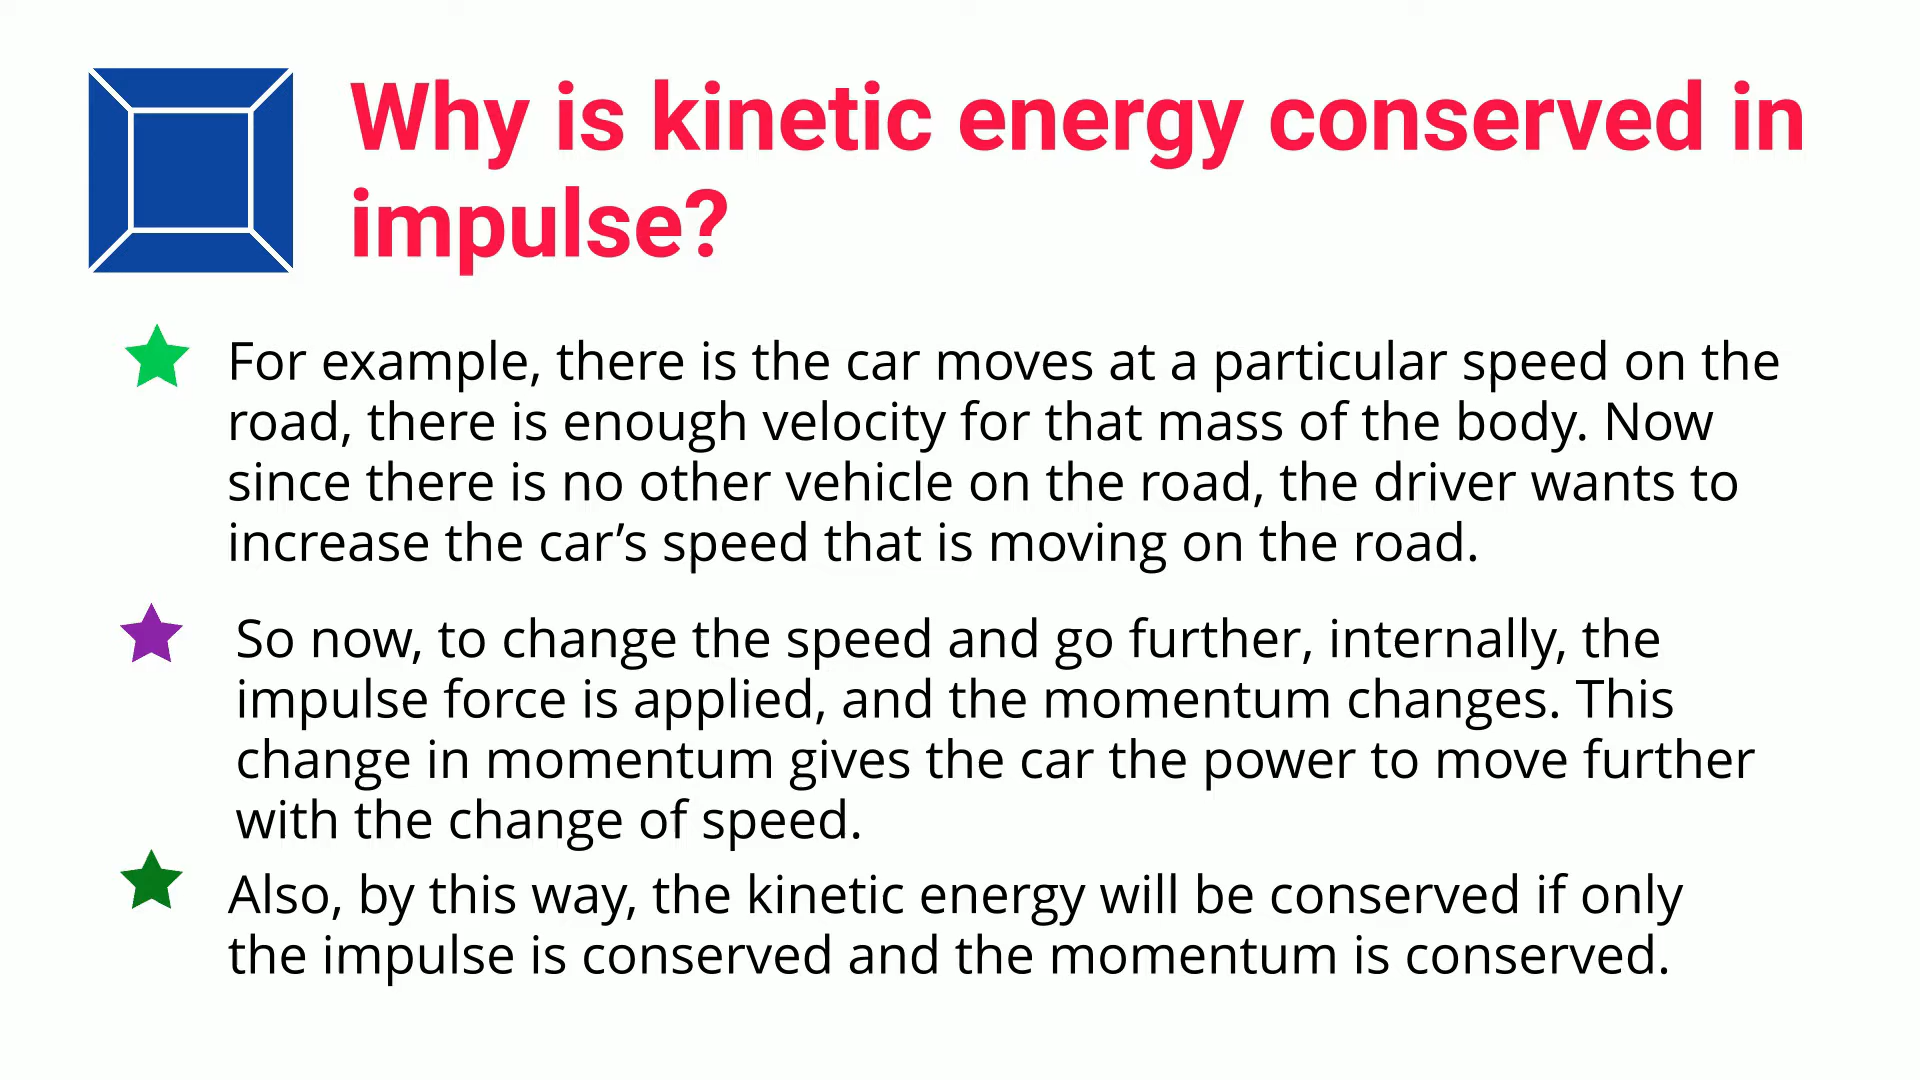 Why is kinetic energy conserved in
impulse?
For example, there is the car moves at a particular speed on the
road, there is enough velocity for that mass of the body. Now
since there is no other vehicle on the road, the driver wants to
increase the car’s speed that is moving on the road.
So now, to change the speed and go further, internally, the
impulse force is applied, and the momentum changes. This
change in momentum gives the car the power to move further
with the change of speed.
Also, by this way, the kinetic energy will be conserved if only
the impulse is conserved and the momentum is conserved.